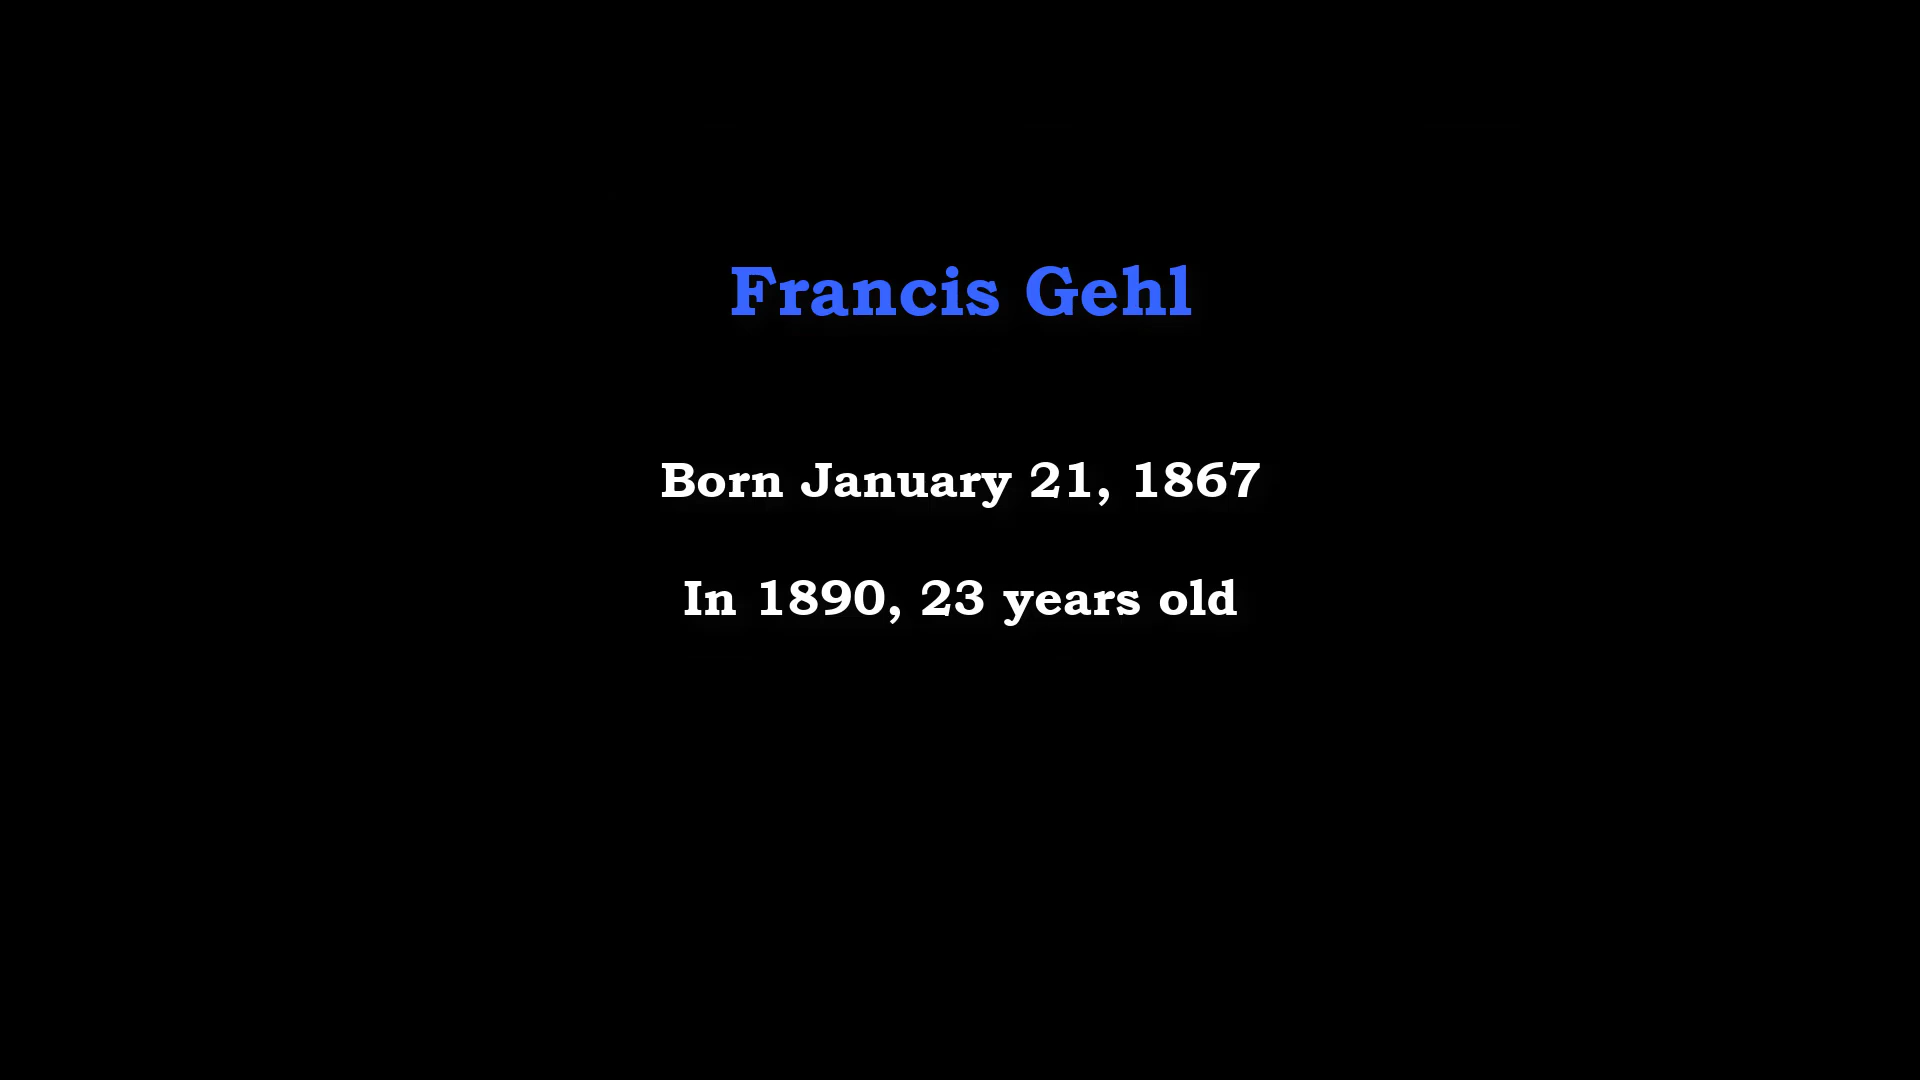 Francis Gehl
Born January 21, 1867
In 1890, 23 years old